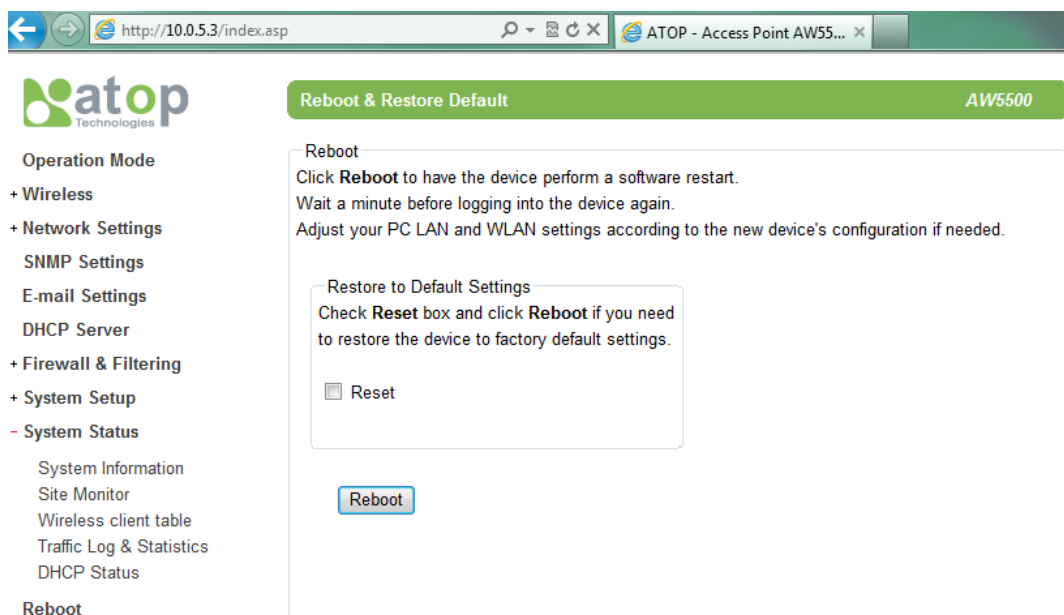 http://10.0.5.3/index.asp
ATOP - Access Point AW55...
atop
Technologies
Reboot & Restore Default
AW5500
Operation Mode
+ Wireless
+ Network Settings
SNMP Settings
E-mail Settings
DHCP Server
+ Firewall & Filtering
+ System Setup
- System Status
System Information
Site Monitor
Wireless client table
Traffic Log & Statistics
DHCP Status
Reboot
Reboot
Click Reboot to have the device perform a software restart.
Wait a minute before logging into the device again.
Adjust your PC LAN and WLAN settings according to the new device's configuration if needed.
Restore to Default Settings
Check Reset box and click Reboot if you need
to restore the device to factory default settings.
Reset
Reboot